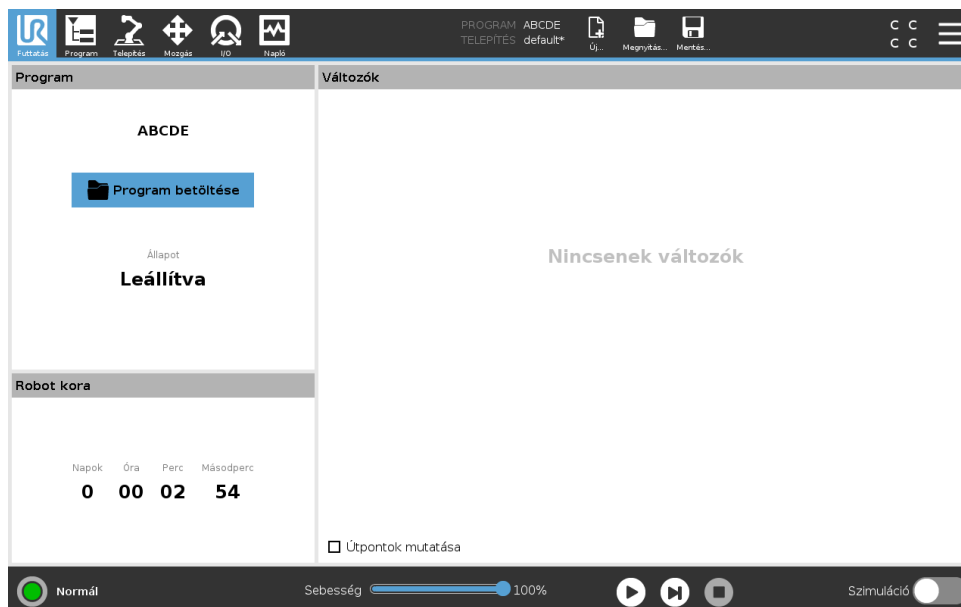 PROGRAM ABCDE
TELEPÍTÉS default*
Futtatás Program Telepítés Mozgás I/O Napló
Új... Megnyitás... Mentés...
C C
C C
Program
Változók
ABCDE
Program betöltése
Állapot
Leállítva
Nincsenek változók
Robot kora
Napok Óra Perc Másodperc
0 00 02 54
Útpontok mutatása
Normál
Sebesség 100%
Szimuláció